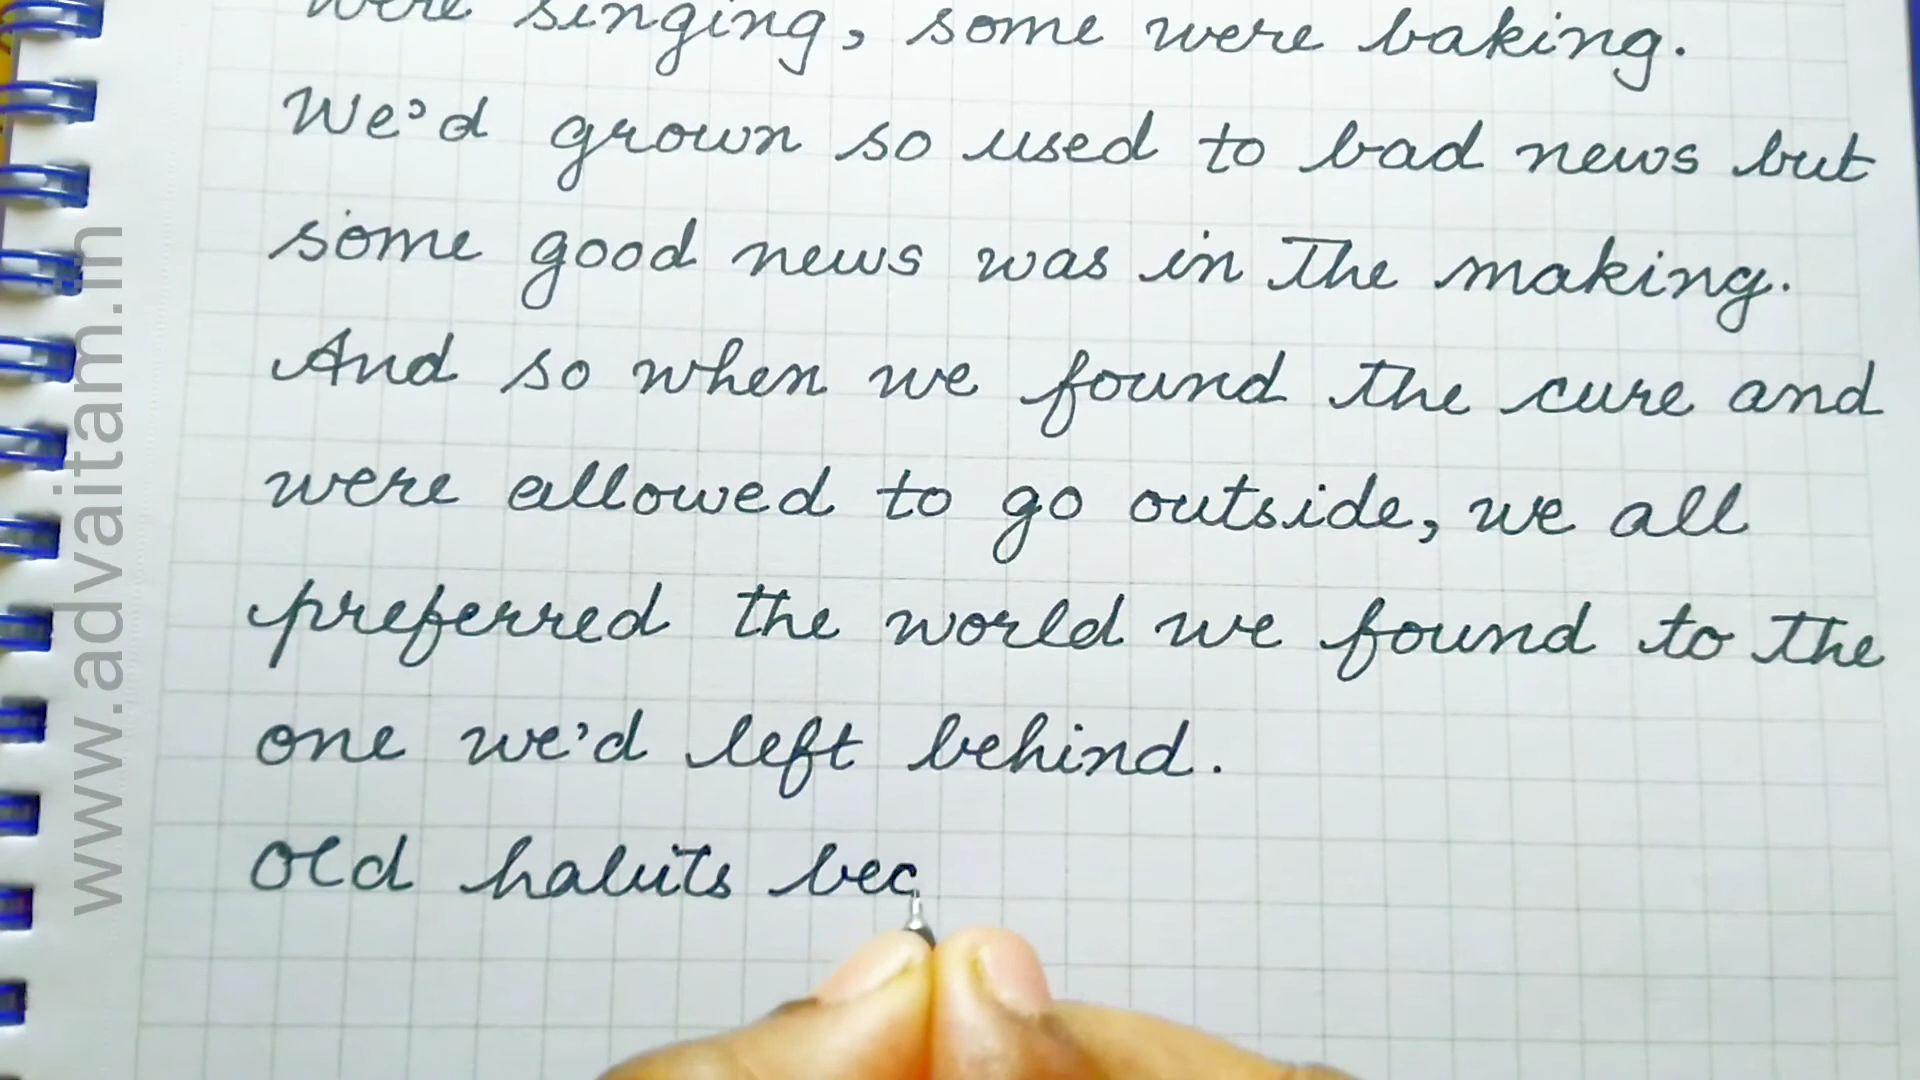 were singing, some were baking.
We'd grown so used to bad news but
some good news was in the making.
And so when we found the cure and
were allowed to go outside, we all
preferred the world we found to the
one we'd left behind.
Old habits bec
www.advaitam.in